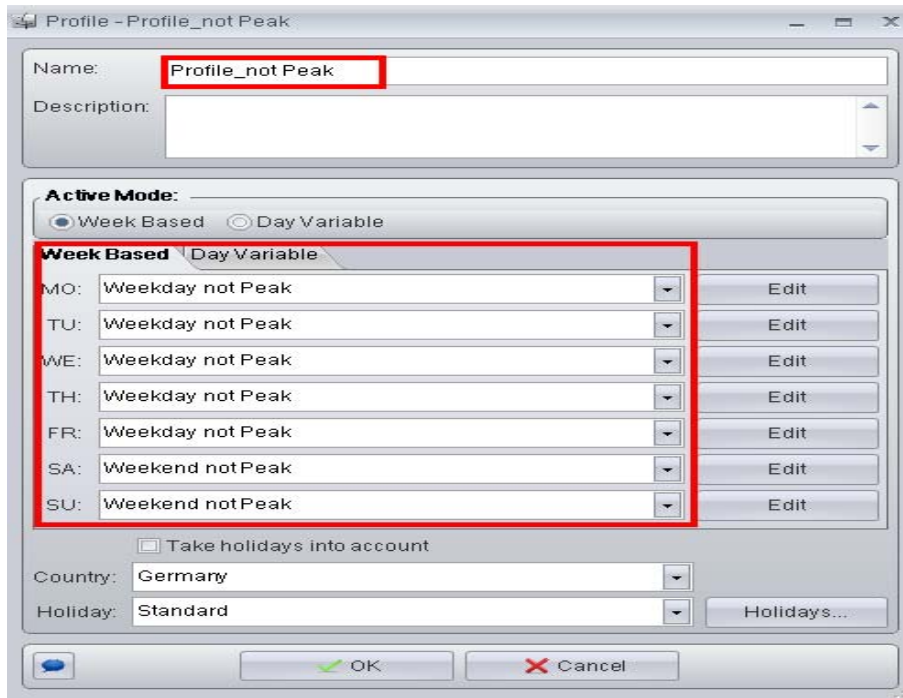 Profile - Profile_not Peak
Name: Profile_not Peak
Description:
Active Mode:
Week Based Day Variable
Week Based Day Variable
MO: Weekday not Peak Edit
TU: Weekday not Peak Edit
WE: Weekday not Peak Edit
TH: Weekday not Peak Edit
FR: Weekday not Peak Edit
SA: Weekend not Peak Edit
SU: Weekend not Peak Edit
Take holidays into account
Country: Germany
Holiday: Standard Holidays...
OK Cancel